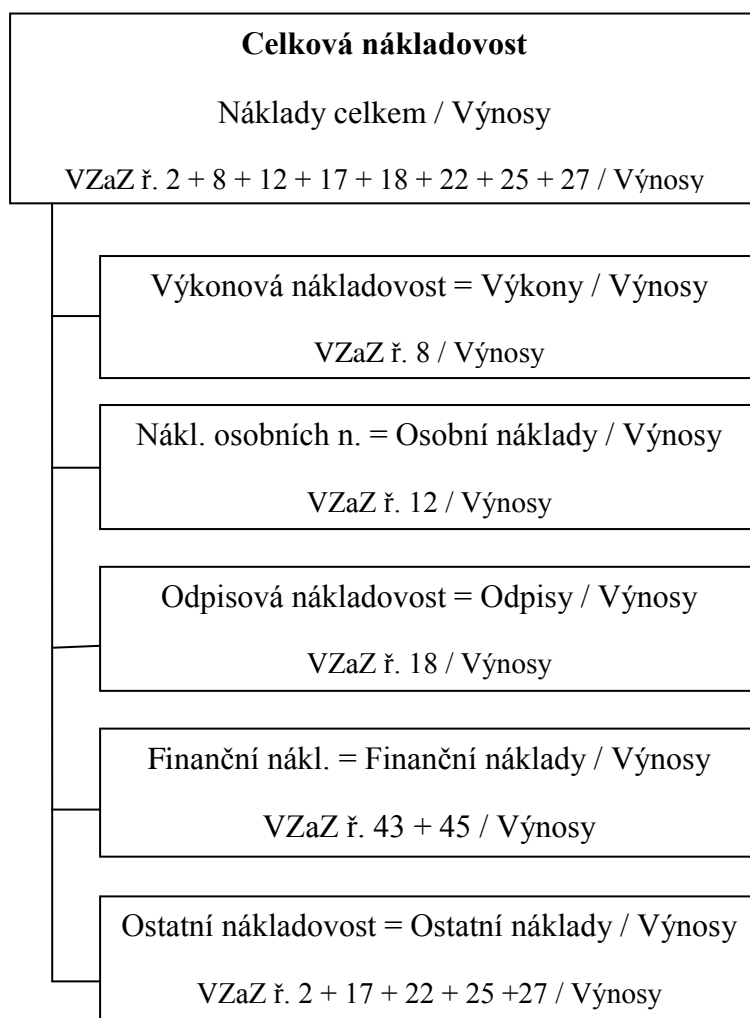 Celková nákladovost
Náklady celkem / Výnosy
VZaZ ř. 2 + 8 + 12 + 17 + 18 + 22 + 25 + 27 / Výnosy
Výkonová nákladovost = Výkony / Výnosy
VZaZ ř. 8 / Výnosy
Nákl. osobních n. = Osobní náklady / Výnosy
VZaZ ř. 12 / Výnosy
Odpisová nákladovost = Odpisy / Výnosy
VZaZ ř. 18 / Výnosy
Finanční nákl. = Finanční náklady / Výnosy
VZaZ ř. 43 + 45 / Výnosy
Ostatní nákladovost = Ostatní náklady / Výnosy
VZaZ ř. 2 + 17 + 22 + 25 +27 / Výnosy